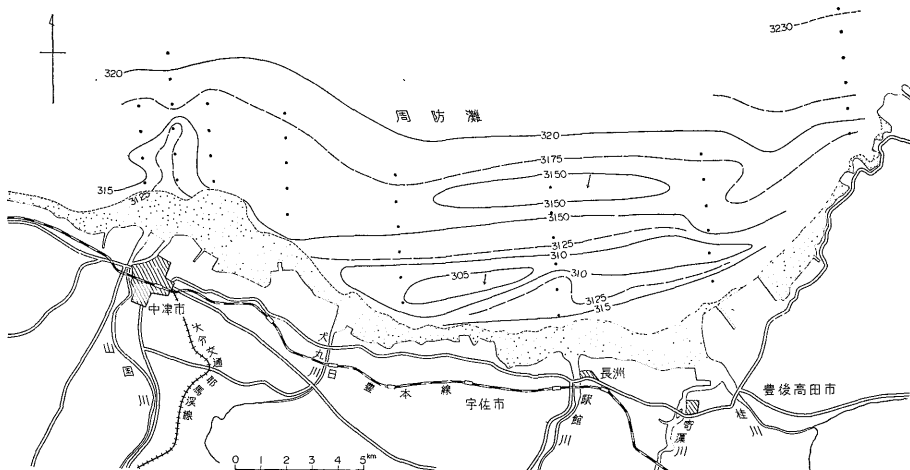 3230
320
周防灘
320
3175
3150
3150
315
3125
3150
3125
310
305
310
3125
315
中津市
山国川
大分交通耶馬渓線
犬丸川
日豊本線
宇佐市
長洲
駅館川
寄藻川
桂川
豊後高田市
0 1 2 3 4 5km